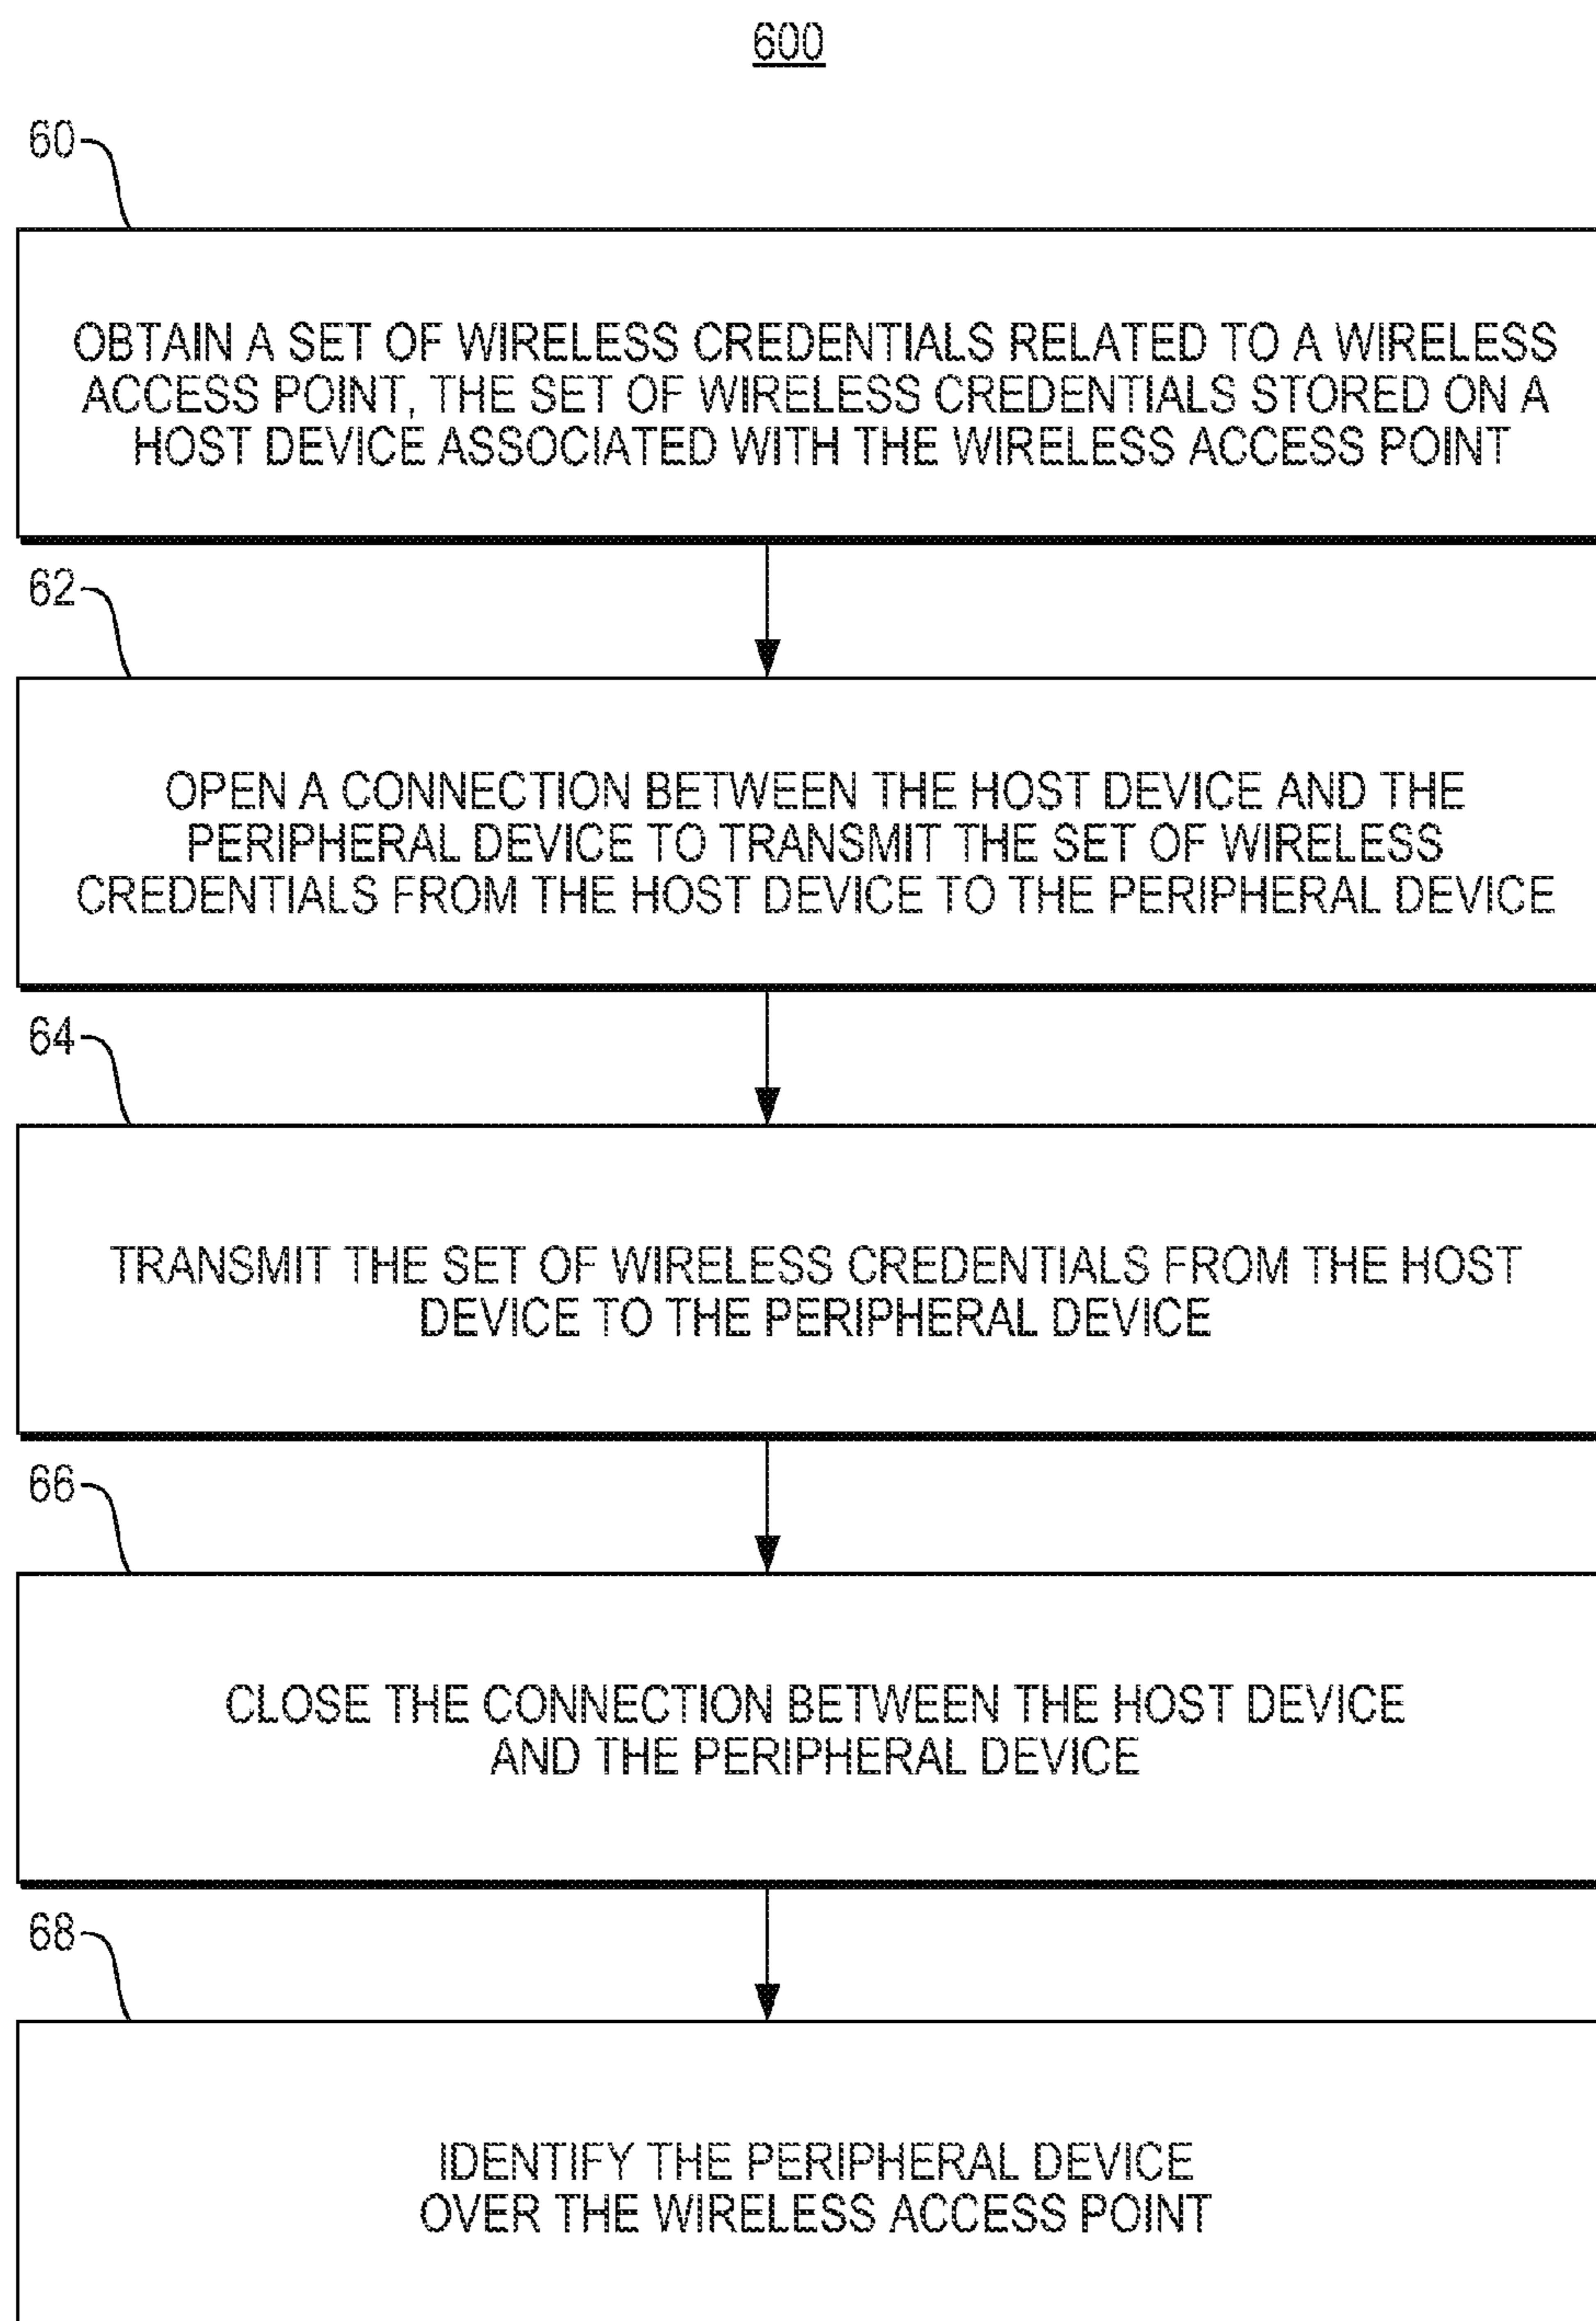 600
60
OBTAIN A SET OF WIRELESS CREDENTIALS RELATED TO A WIRELESS
ACCESS POINT, THE SET OF WIRELESS CREDENTIALS STORED ON A
HOST DEVICE ASSOCIATED WITH THE WIRELESS ACCESS POINT
62
OPEN A CONNECTION BETWEEN THE HOST DEVICE AND THE
PERIPHERAL DEVICE TO TRANSMIT THE SET OF WIRELESS
CREDENTIALS FROM THE HOST DEVICE TO THE PERIPHERAL DEVICE
64
TRANSMIT THE SET OF WIRELESS CREDENTIALS FROM THE HOST
DEVICE TO THE PERIPHERAL DEVICE
66
CLOSE THE CONNECTION BETWEEN THE HOST DEVICE
AND THE PERIPHERAL DEVICE
68
IDENTIFY THE PERIPHERAL DEVICE
OVER THE WIRELESS ACCESS POINT